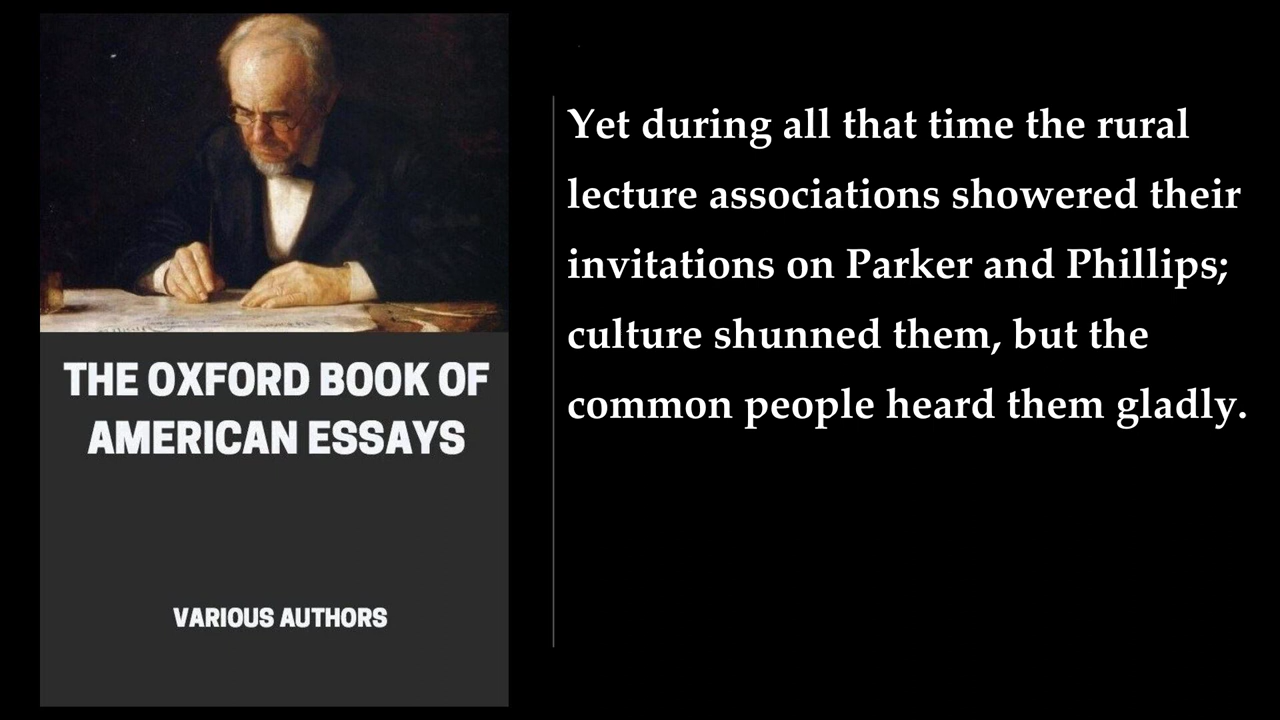 THE OXFORD BOOK OF
AMERICAN ESSAYS
VARIOUS AUTHORS
Yet during all that time the rural
lecture associations showered their
invitations on Parker and Phillips;
culture shunned them, but the
common people heard them gladly.